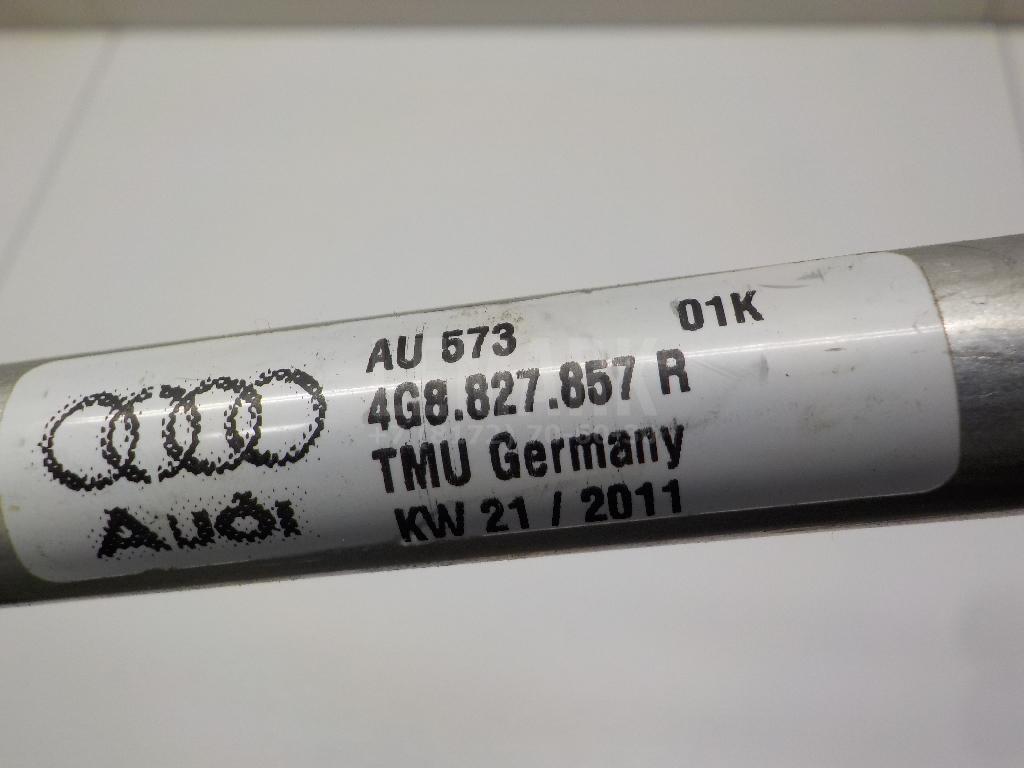 AU 573 01K
4G8.827.857 R
TMU Germany
KW 21 / 2011
Audi